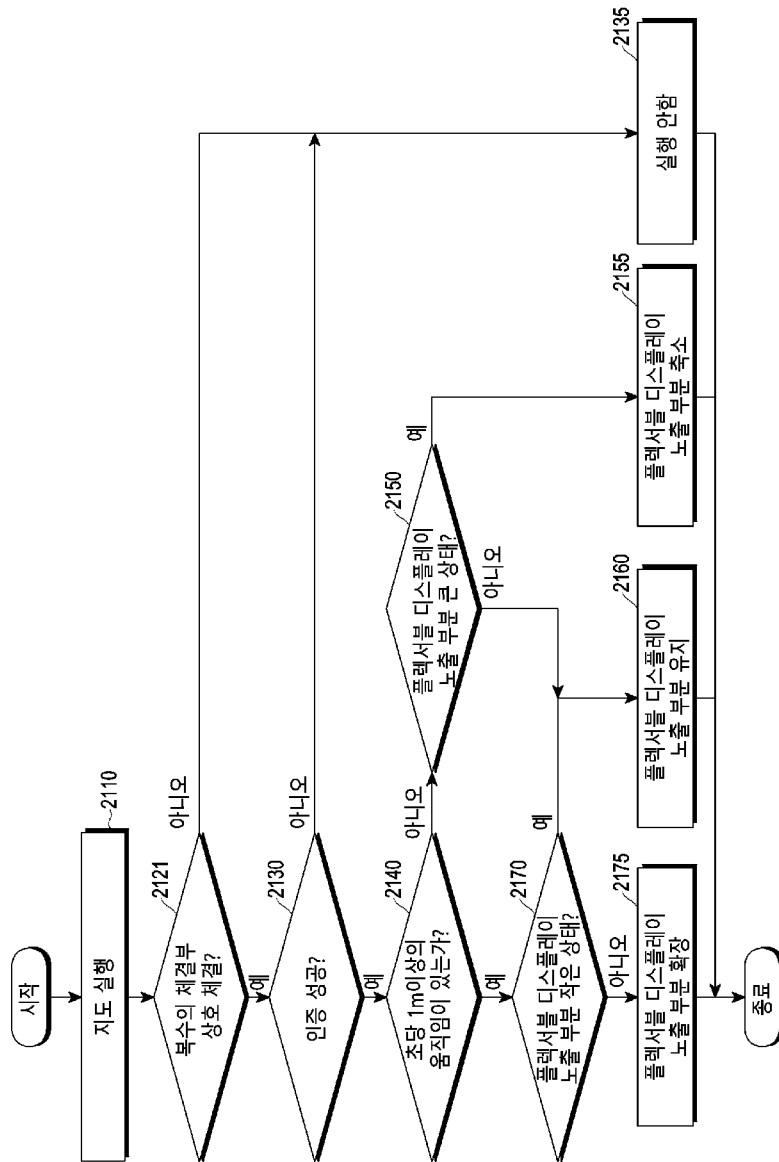 시작
지도 실행
2110
복수의 체결부
상호 체결?
2121
아니오
예
인증 성공?
2130
아니오
예
초당 1m이상의
움직임이 있는가?
2140
아니오
예
플렉서블 디스플레이
노출 부분 큰 상태?
2150
예
아니오
플렉서블 디스플레이
노출 부분 작은 상태?
2170
예
아니오
플렉서블 디스플레이
노출 부분 확장
2175
플렉서블 디스플레이
노출 부분 유지
2160
플렉서블 디스플레이
노출 부분 축소
2155
실행 안함
2135
종료